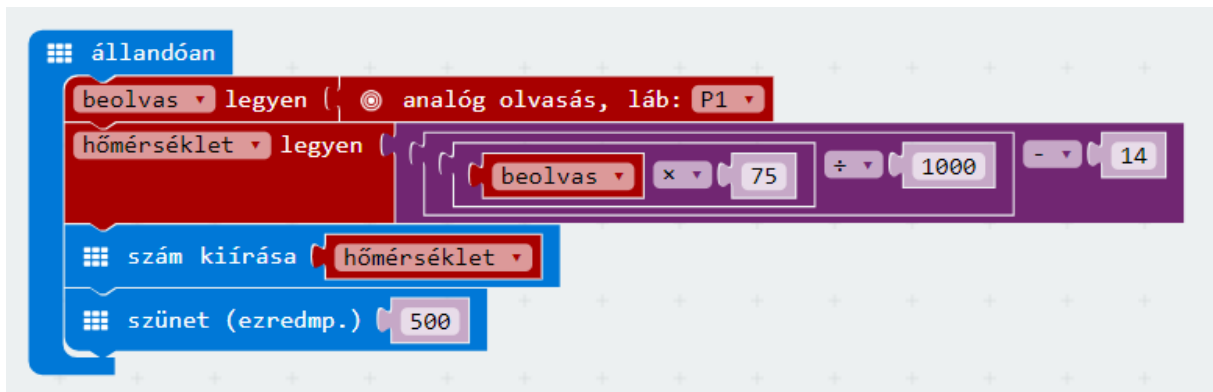 állandóan
beolvas legyen analóg olvasás, láb: P1
hőmérséklet legyen beolvas × 75 ÷ 1000 - 14
szám kiírása hőmérséklet
szünet (ezredmp.) 500